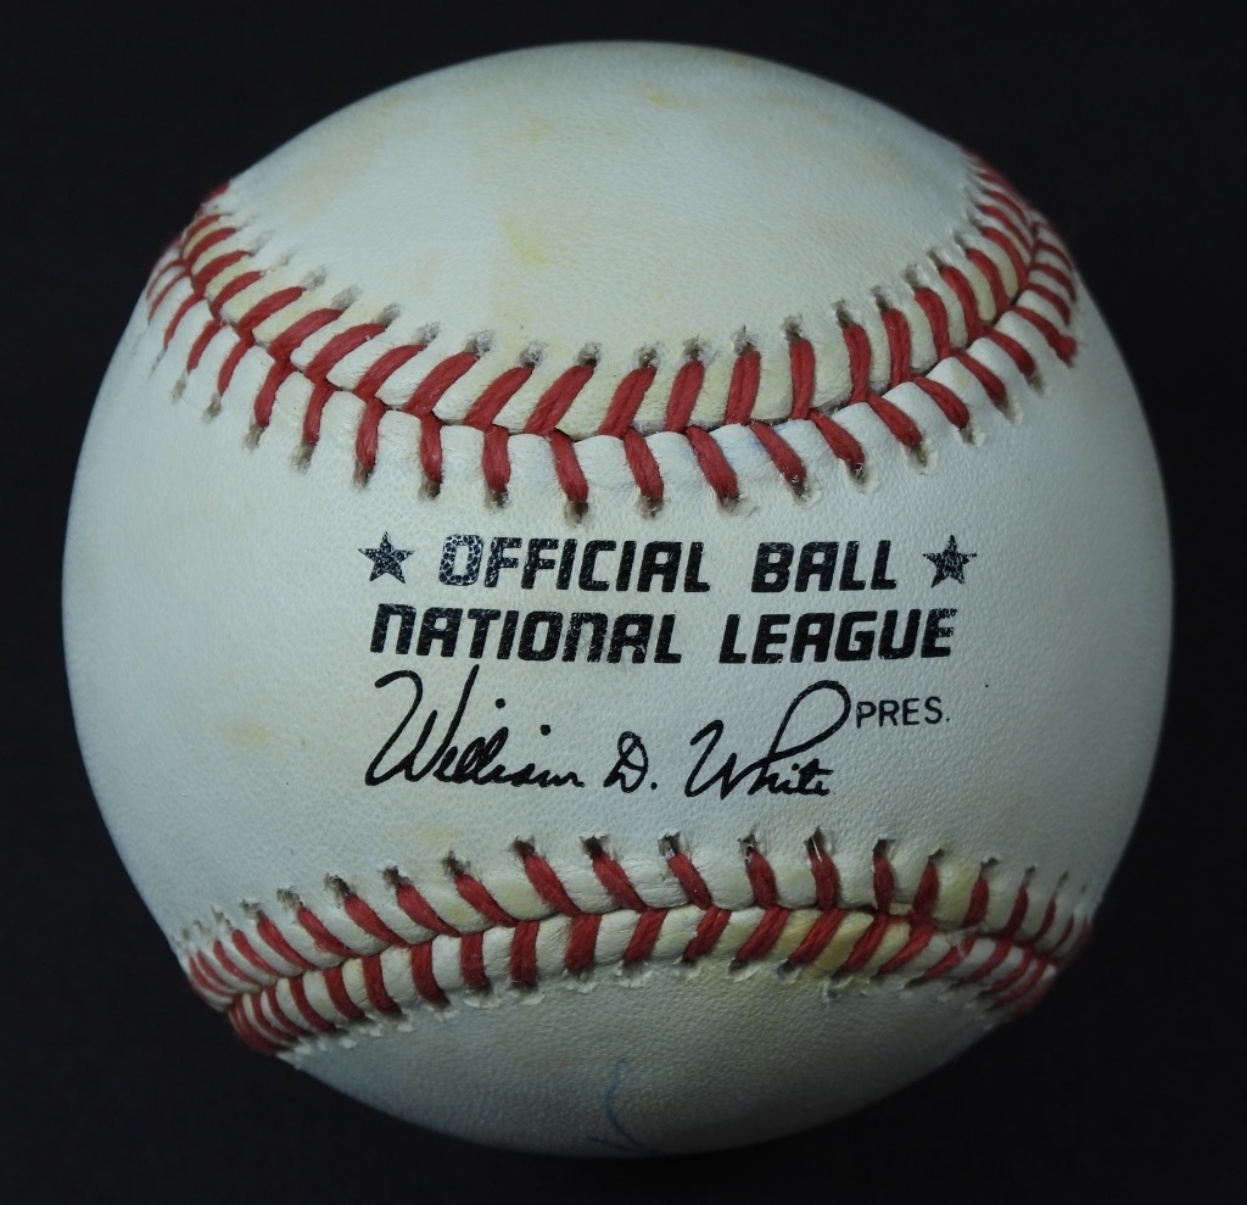 ★ OFFICIAL BALL ★
NATIONAL LEAGUE
William D. White PRES.